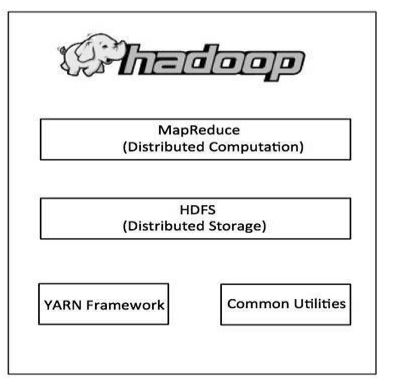 hadoop
MapReduce
(Distributed Computation)
HDFS
(Distributed Storage)
YARN Framework
Common Utilities